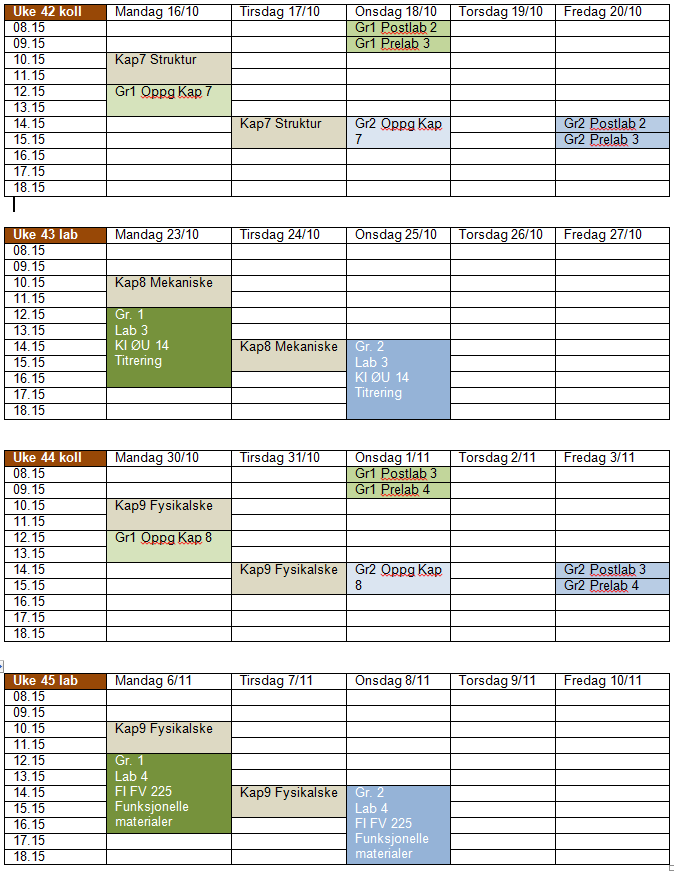 Uke 42 koll Mandag 16/10 Tirsdag 17/10 Onsdag 18/10 Torsdag 19/10 Fredag 20/10
08.15 Gr1 Postlab 2
09.15 Gr1 Prelab 3
10.15 Kap7 Struktur
11.15
12.15 Gr1 Oppg Kap 7
13.15
14.15 Kap7 Struktur Gr2 Oppg Kap Gr2 Postlab 2
15.15 7 Gr2 Prelab 3
16.15
17.15
18.15
Uke 43 lab Mandag 23/10 Tirsdag 24/10 Onsdag 25/10 Torsdag 26/10 Fredag 27/10
08.15
09.15
10.15 Kap8 Mekaniske
11.15
12.15 Gr. 1
13.15 Lab 3
14.15 KI ØU 14 Kap8 Mekaniske Gr. 2
15.15 Titrering Lab 3
16.15 KI ØU 14
17.15 Titrering
18.15
Uke 44 koll Mandag 30/10 Tirsdag 31/10 Onsdag 1/11 Torsdag 2/11 Fredag 3/11
08.15 Gr1 Postlab 3
09.15 Gr1 Prelab 4
10.15 Kap9 Fysikalske
11.15
12.15 Gr1 Oppg Kap 8
13.15
14.15 Kap9 Fysikalske Gr2 Oppg Kap Gr2 Postlab 3
15.15 8 Gr2 Prelab 4
16.15
17.15
18.15
Uke 45 lab Mandag 6/11 Tirsdag 7/11 Onsdag 8/11 Torsdag 9/11 Fredag 10/11
08.15
09.15
10.15 Kap9 Fysikalske
11.15
12.15 Gr. 1
13.15 Lab 4
14.15 FI FV 225 Kap9 Fysikalske Gr. 2
15.15 Funksjonelle Lab 4
16.15 materialer FI FV 225
17.15 Funksjonelle
18.15 materialer